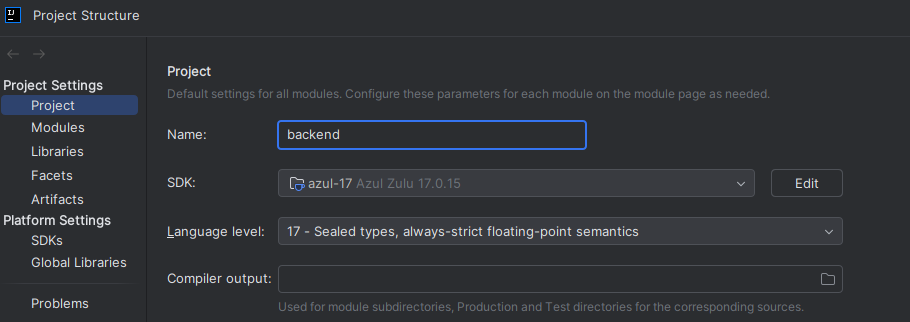 IJ
Project Structure
Project Settings
Project
Modules
Libraries
Facets
Artifacts
Platform Settings
SDKs
Global Libraries
Problems
Project
Default settings for all modules. Configure these parameters for each module on the module page as needed.
Name: backend
SDK: azul-17 Azul Zulu 17.0.15 Edit
Language level: 17 - Sealed types, always-strict floating-point semantics
Compiler output:
Used for module subdirectories, Production and Test directories for the corresponding sources.